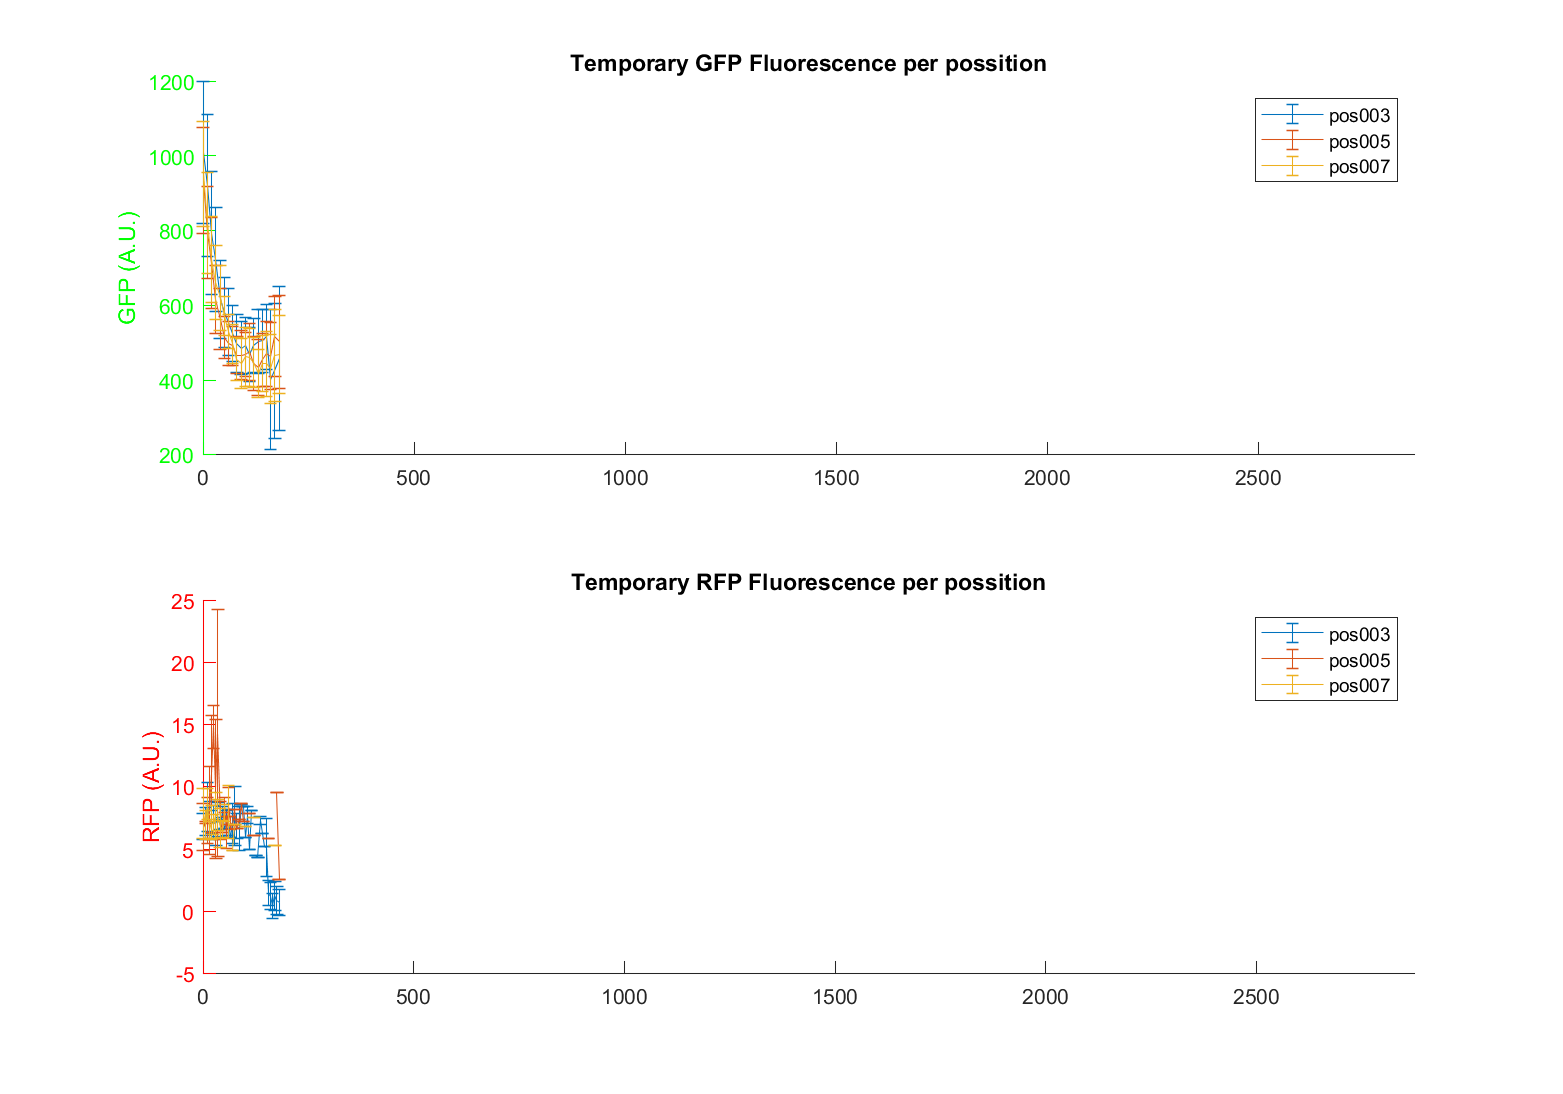 Temporary GFP Fluorescence per possition
1200
1000
800
600
400
200
GFP (A.U.)
0 500 1000 1500 2000 2500
pos003
pos005
pos007
Temporary RFP Fluorescence per possition
25
20
15
10
5
0
-5
RFP (A.U.)
0 500 1000 1500 2000 2500
pos003
pos005
pos007